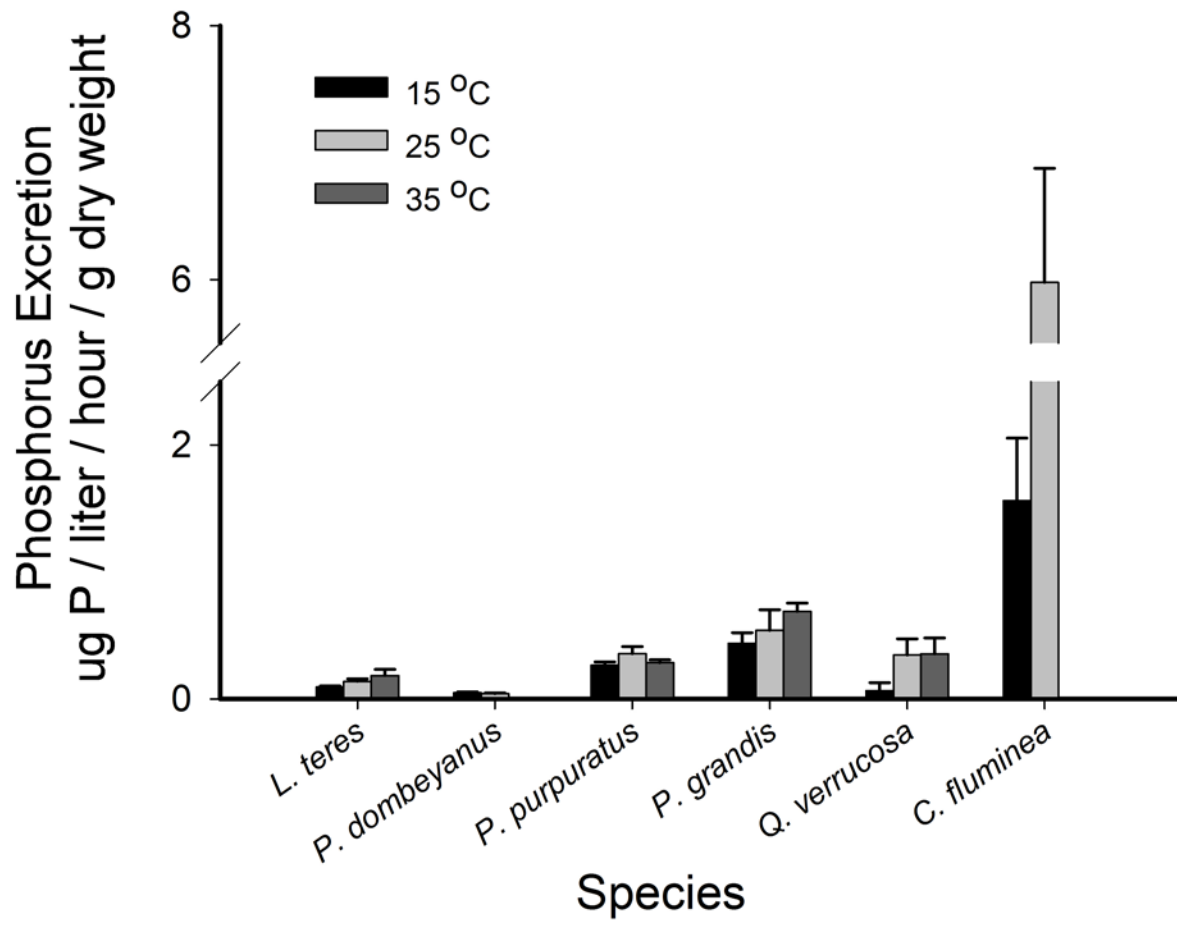 8
6
2
0
Phosphorus Excretion
ug P / liter / hour / g dry weight
15 °C
25 °C
35 °C
L. teres
P. dombeyanus
P. purpuratus
P. grandis
Q. verrucosa
C. fluminea
Species